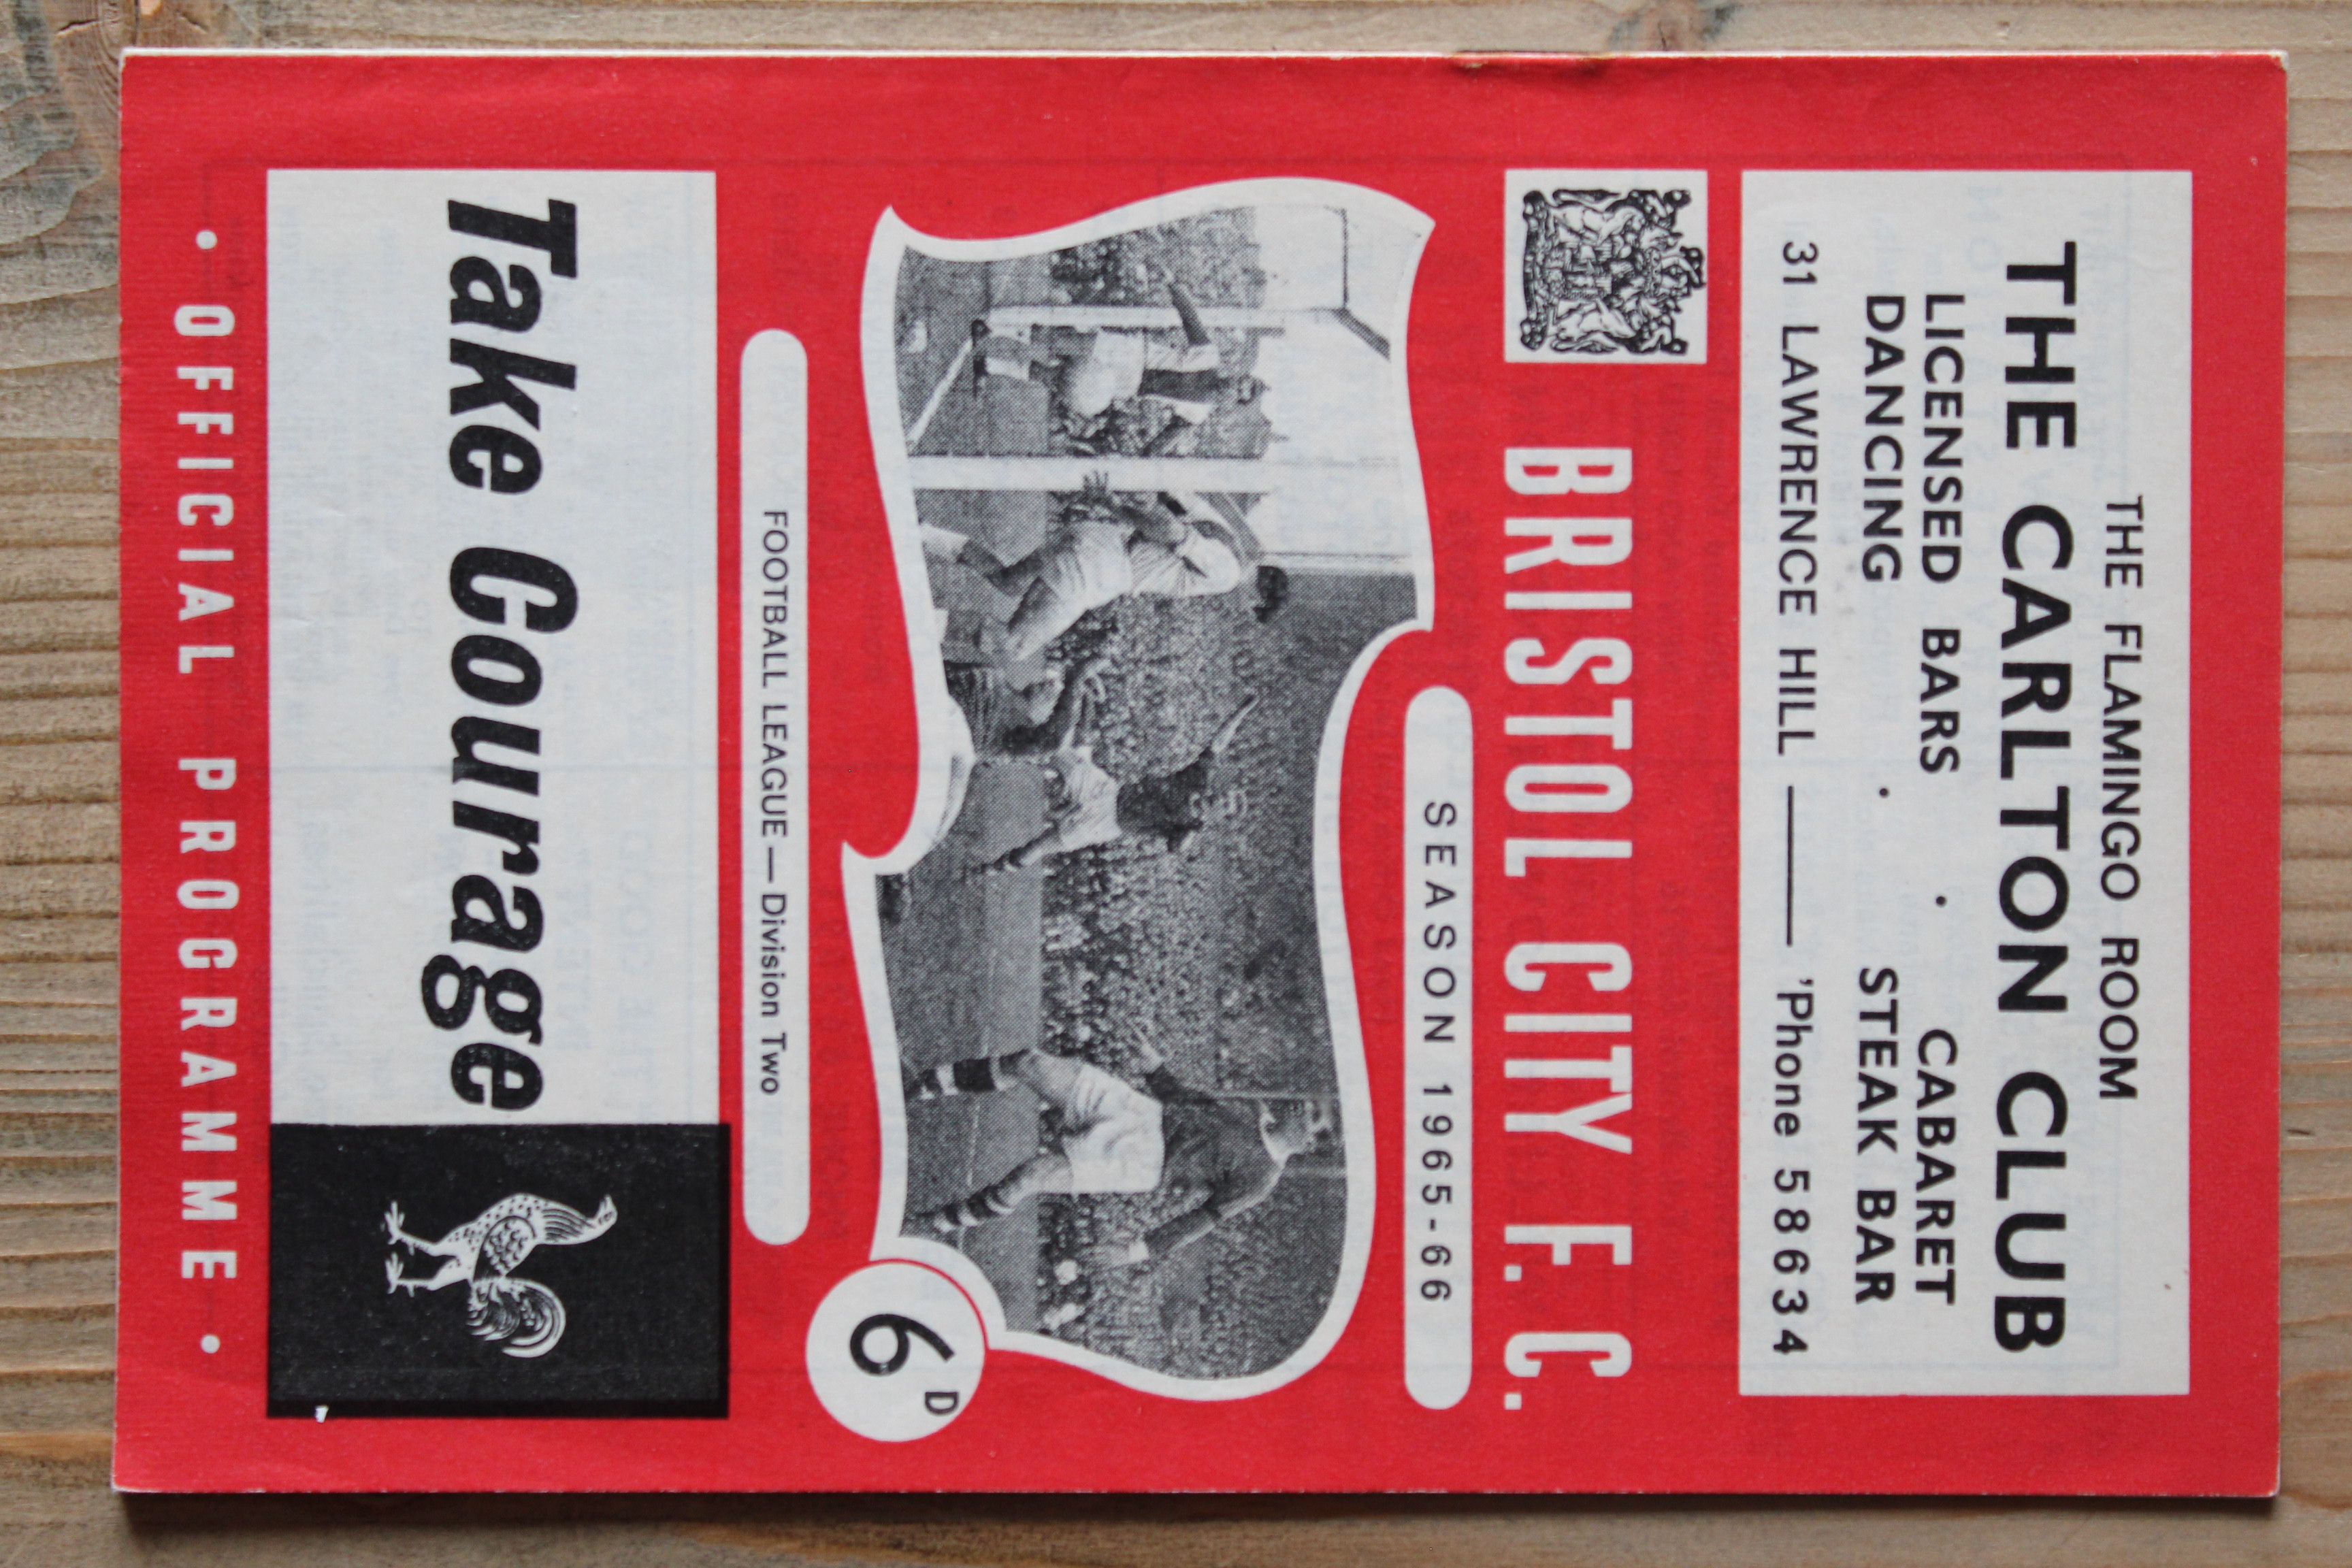 THE FLAMINGO ROOM
THE CARLTON CLUB
LICENSED BARS · CABARET
DANCING · STEAK BAR
31 LAWRENCE HILL — 'Phone 58634
BRISTOL CITY F. C.
SEASON 1965-66
6D
FOOTBALL LEAGUE — Division Two
Take Courage
• OFFICIAL PROGRAMME •